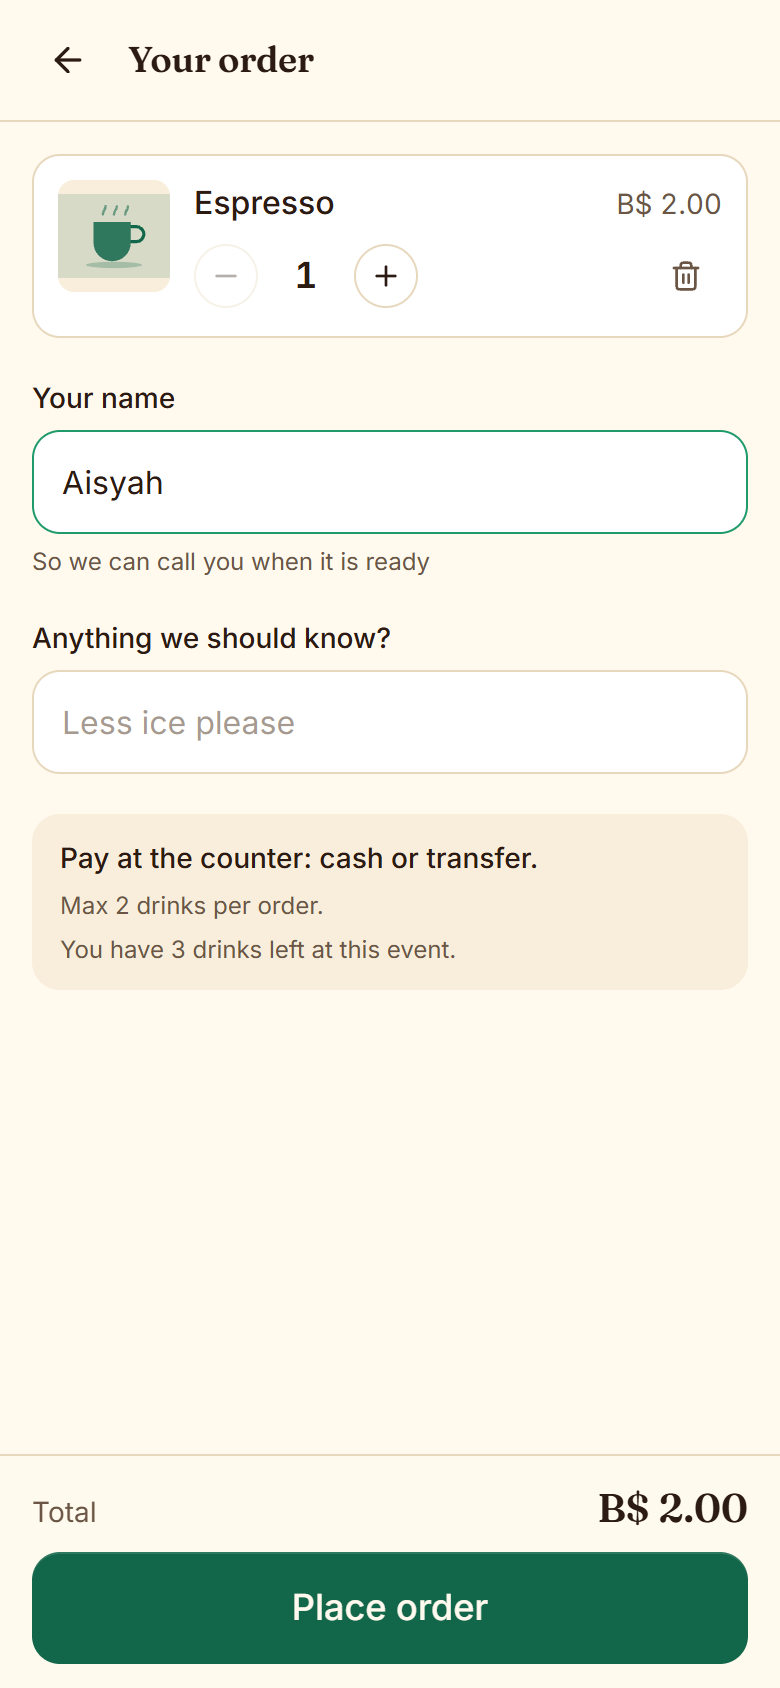 Your order
Espresso
B$ 2.00
1
Your name
Aisyah
So we can call you when it is ready
Anything we should know?
Less ice please
Pay at the counter: cash or transfer.
Max 2 drinks per order.
You have 3 drinks left at this event.
Total
B$ 2.00
Place order